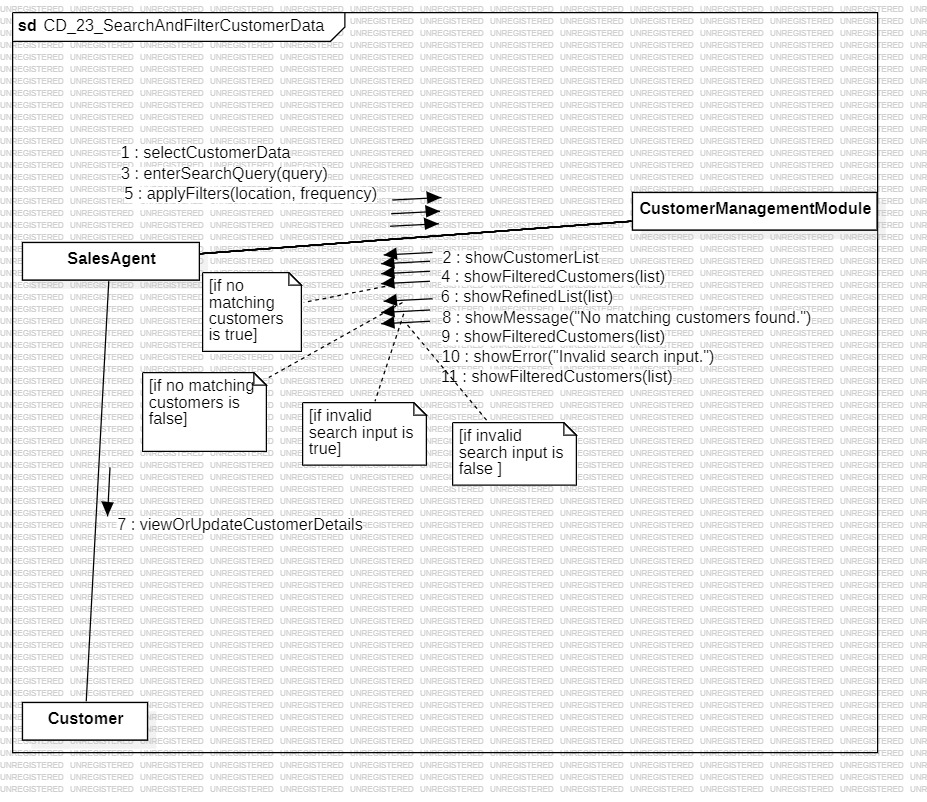 sd CD_23_SearchAndFilterCustomerData
1 : selectCustomerData
3 : enterSearchQuery(query)
5 : applyFilters(location, frequency)
CustomerManagementModule
SalesAgent
2 : showCustomerList
4 : showFilteredCustomers(list)
6 : showRefinedList(list)
8 : showMessage("No matching customers found.")
9 : showFilteredCustomers(list)
10 : showError("Invalid search input.")
11 : showFilteredCustomers(list)
[if no
matching
customers
is true]
[if no matching
customers is
false]
[if invalid
search input is
true]
[if invalid
search input is
false ]
7 : viewOrUpdateCustomerDetails
Customer
UNREGISTERED